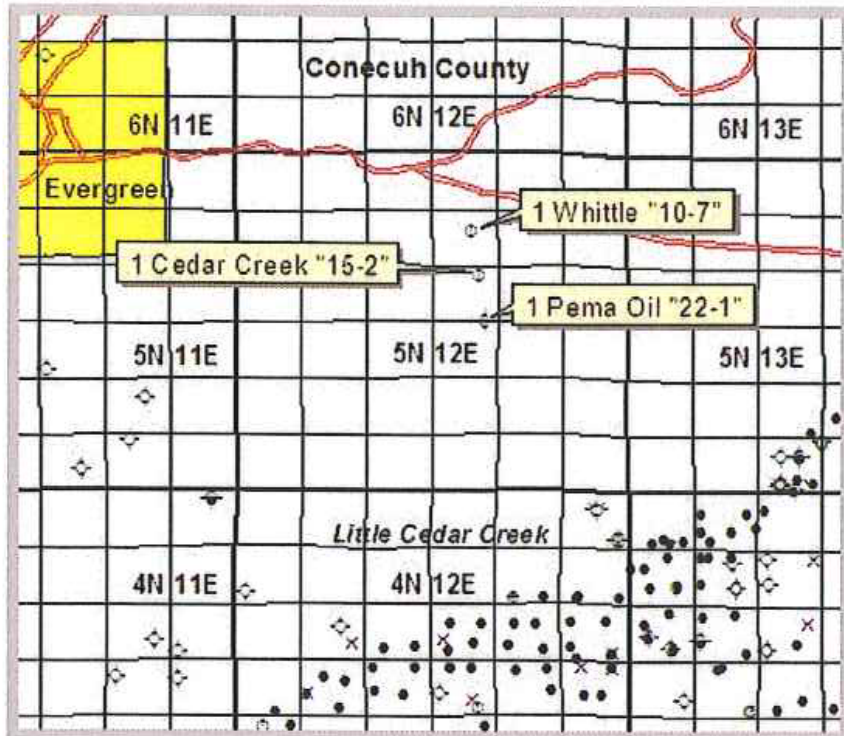 Conecuh County
6N 11E
6N 12E
6N 13E
Evergreen
1 Whittle "10-7"
1 Cedar Creek "15-2"
1 Pema Oil "22-1"
5N 11E
5N 12E
5N 13E
Little Cedar Creek
4N 11E
4N 12E